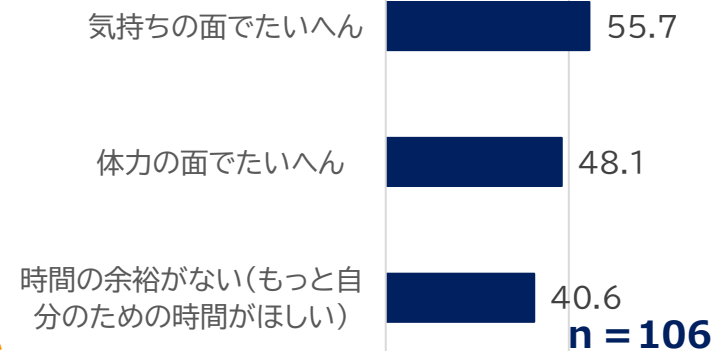 気持ちの面でたいへん 55.7
体力の面でたいへん 48.1
時間の余裕がない(もっと自
分のための時間がほしい) 40.6
n=106